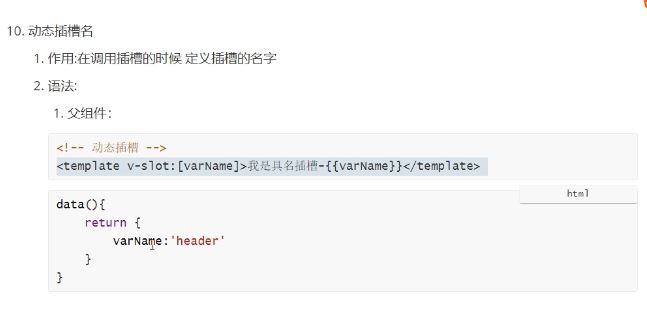 10. 动态插槽名
1. 作用:在调用插槽的时候 定义插槽的名字
2. 语法:
1. 父组件：
<!-- 动态插槽 -->
<template v-slot:[varName]>我是具名插槽-{{varName}}</template>
html
data(){
return {
varName:'header'
}
}